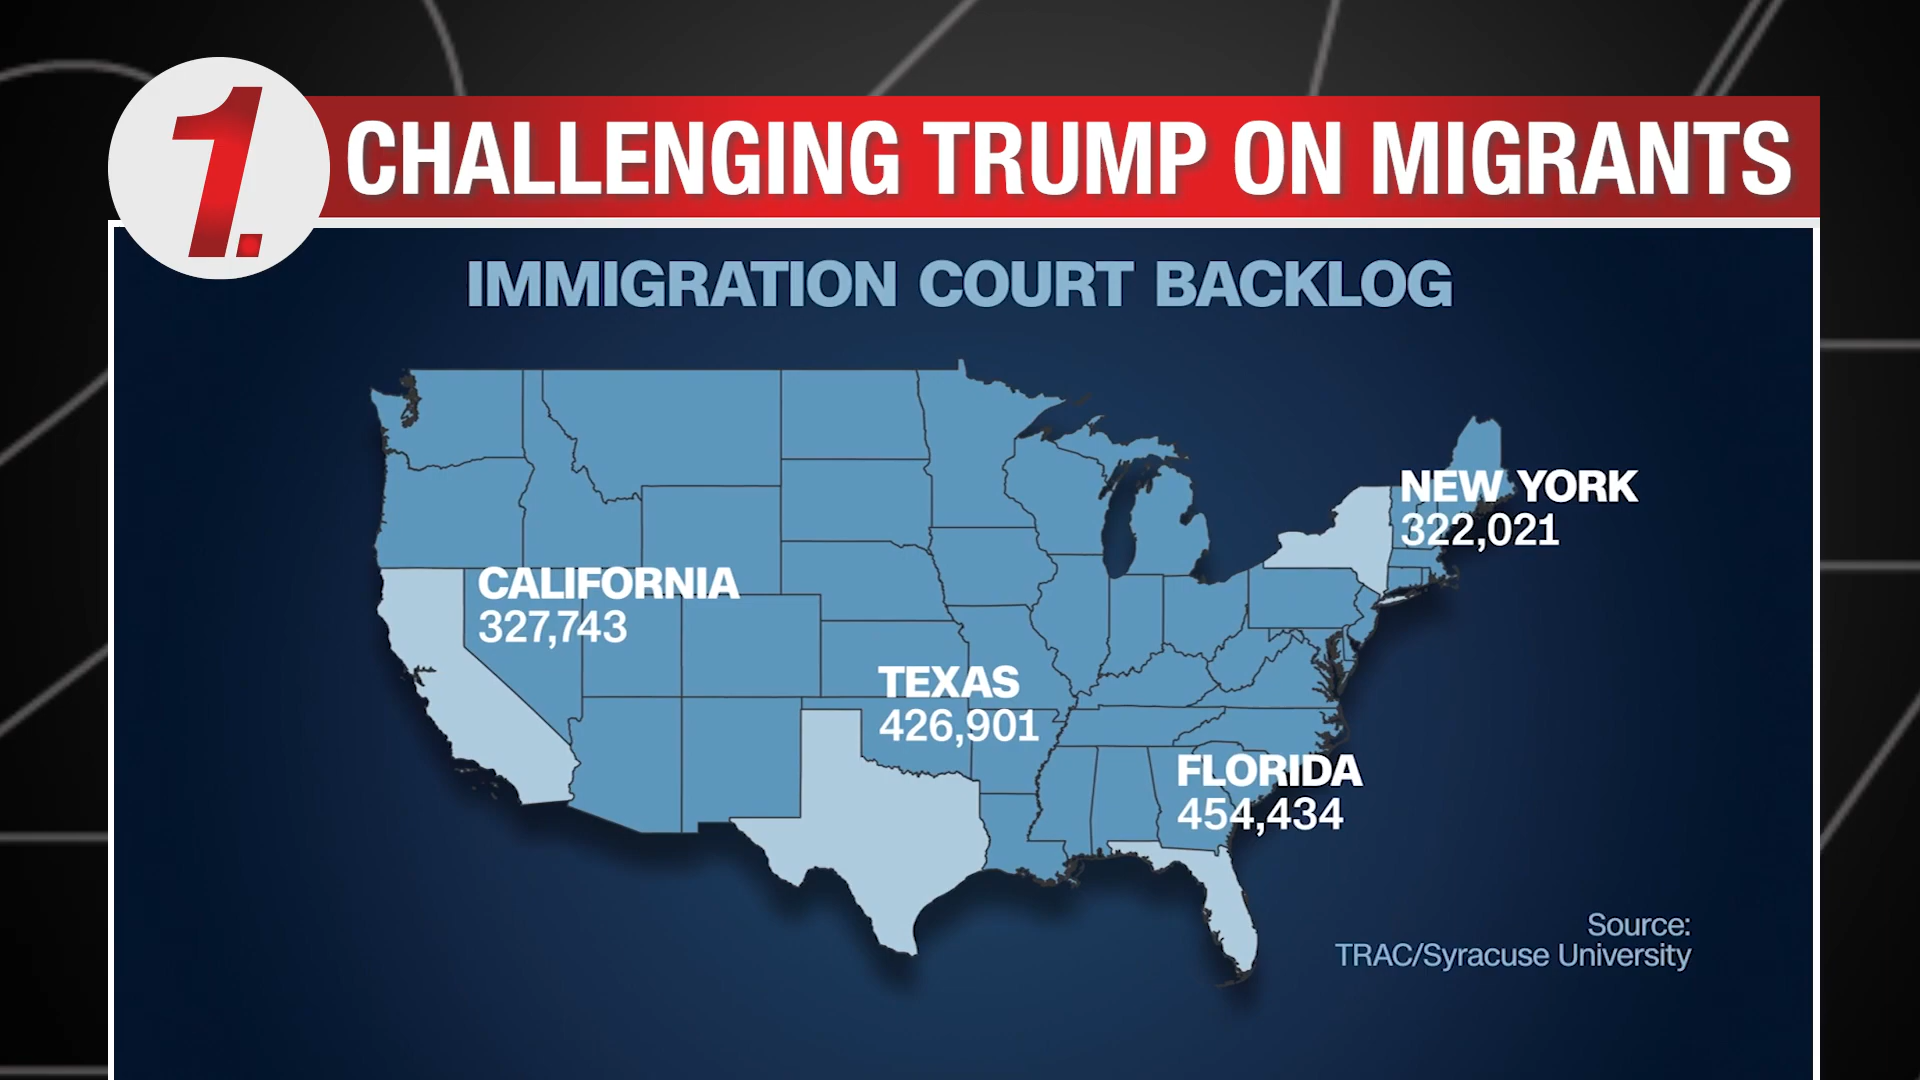 1.
CHALLENGING TRUMP ON MIGRANTS
IMMIGRATION COURT BACKLOG
NEW YORK
322,021
CALIFORNIA
327,743
TEXAS
426,901
FLORIDA
454,434
Source:
TRAC/Syracuse University